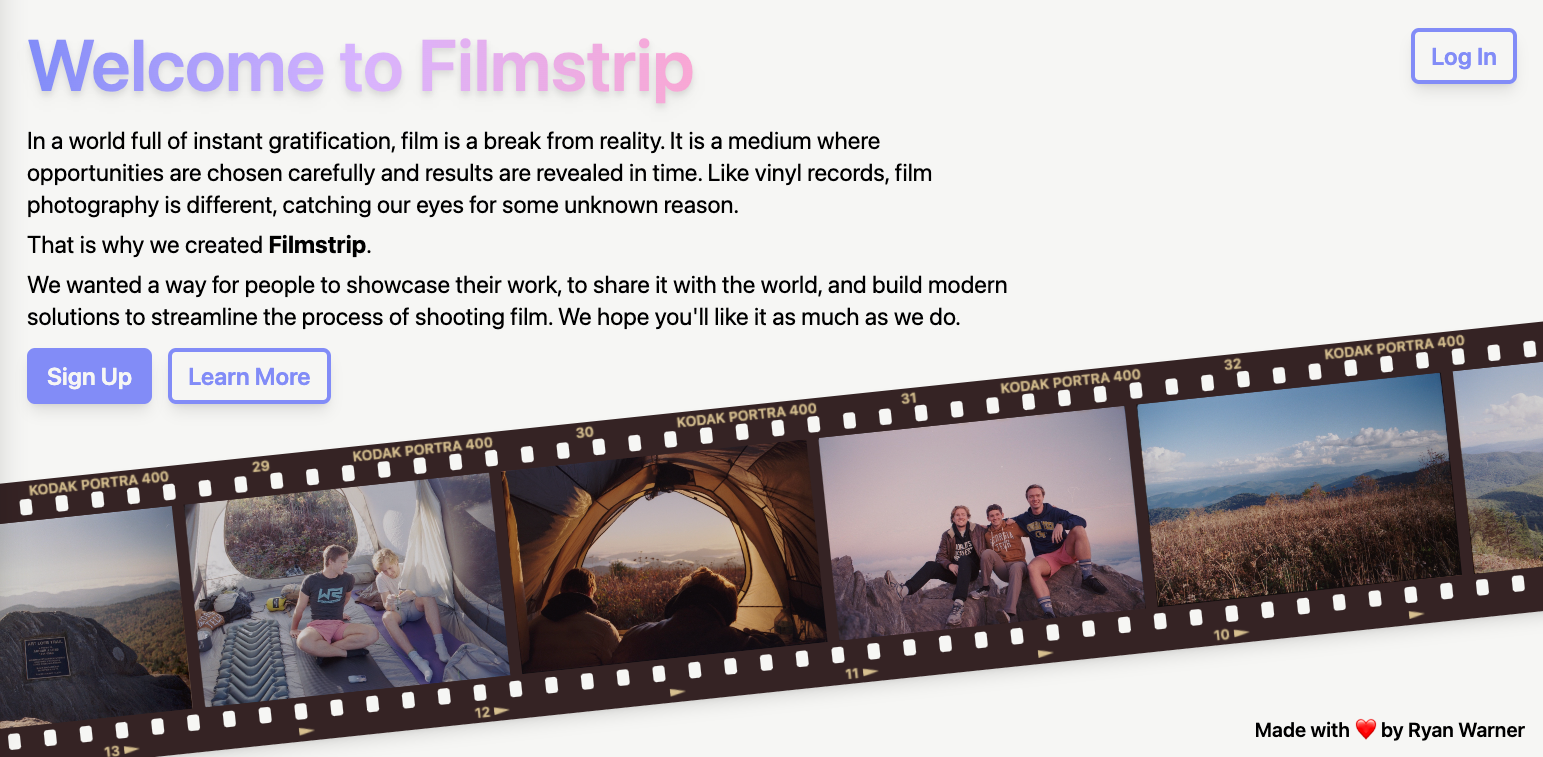 Welcome to Filmstrip
Log In
In a world full of instant gratification, film is a break from reality. It is a medium where
opportunities are chosen carefully and results are revealed in time. Like vinyl records, film
photography is different, catching our eyes for some unknown reason.
That is why we created Filmstrip.
We wanted a way for people to showcase their work, to share it with the world, and build modern
solutions to streamline the process of shooting film. We hope you'll like it as much as we do.
Sign Up
Learn More
KODAK PORTRA 400
29
KODAK PORTRA 400
30
KODAK PORTRA 400
31
KODAK PORTRA 400
32
KODAK PORTRA 400
13
12
11
10
Made with ❤️ by Ryan Warner